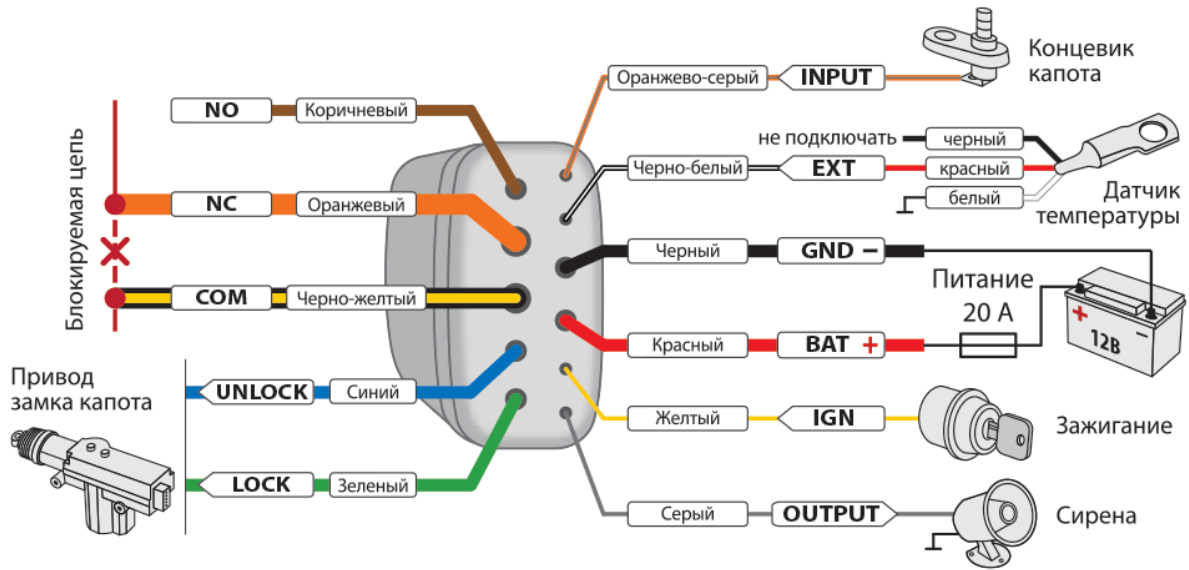 Блокируемая цепь
NO
Коричневый
NC
Оранжевый
COM
Черно-желтый
Привод
замка капота
UNLOCK
Синий
LOCK
Зеленый
Оранжево-серый
INPUT
Концевик
капота
не подключать
черный
Черно-белый
EXT
красный
белый
Датчик
температуры
Черный
GND –
Питание
20 А
Красный
BAT +
+ –
12В
Желтый
IGN
Зажигание
Серый
OUTPUT
Сирена